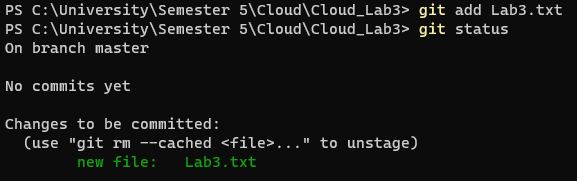 PS C:\University\Semester 5\Cloud\Cloud_Lab3> git add Lab3.txt
PS C:\University\Semester 5\Cloud\Cloud_Lab3> git status
On branch master
No commits yet
Changes to be committed:
  (use "git rm --cached <file>..." to unstage)
        new file:   Lab3.txt